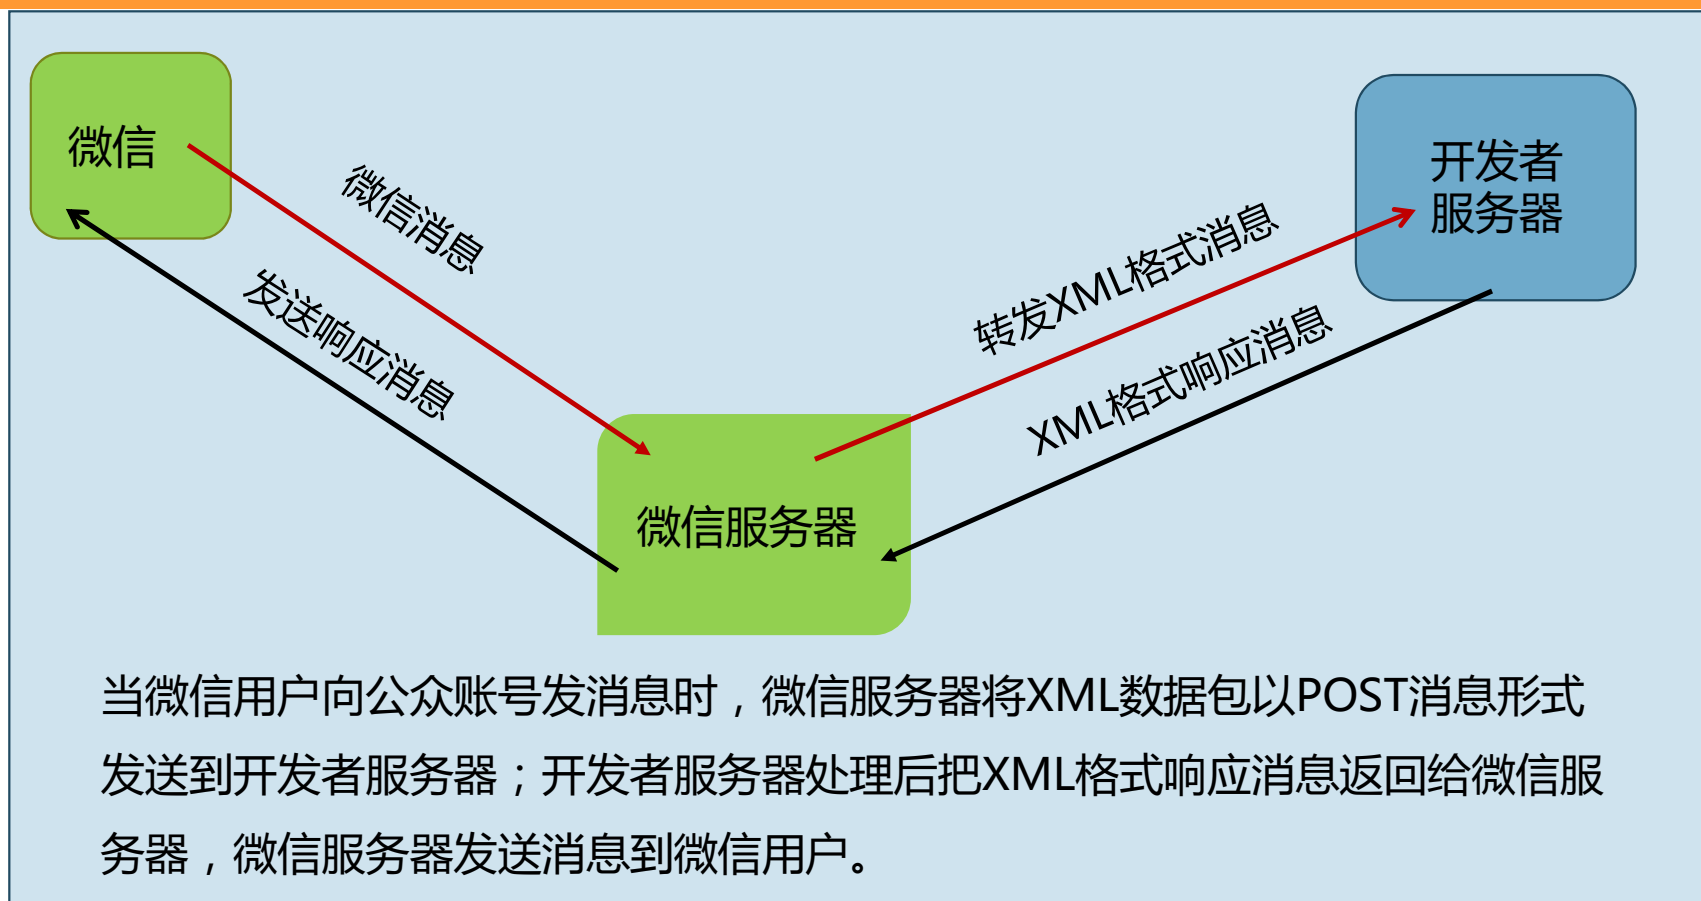 微信
开发者
服务器
微信消息
发送响应消息
转发XML格式消息
XML格式响应消息
微信服务器
当微信用户向公众账号发消息时，微信服务器将XML数据包以POST消息形式
发送到开发者服务器；开发者服务器处理后把XML格式响应消息返回给微信服
务器，微信服务器发送消息到微信用户。